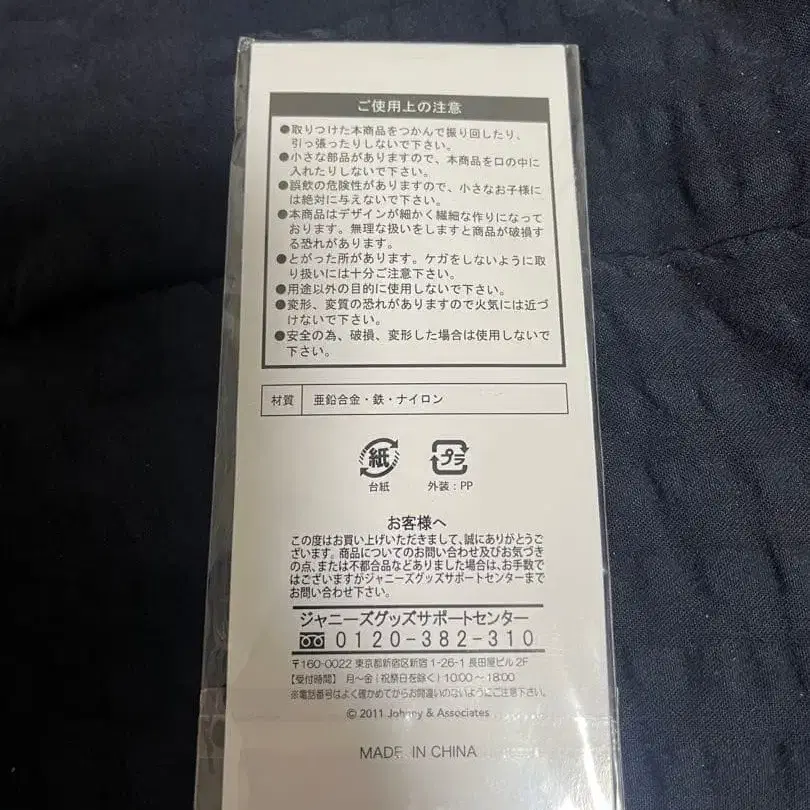 ご使用上の注意
●取りつけた本商品をつかんで振り回したり、
引っ張ったりしないで下さい。
●小さな部品がありますので、本商品を口の中に
入れたりしないで下さい。
●誤飲の危険性がありますので、小さなお子様に
は絶対に与えないで下さい。
●本商品はデザインが細かく繊細な作りになって
おります。無理な扱いをしますと商品が破損す
る恐れがあります。
●とがった所があります。ケガをしないように取
り扱いには十分ご注意下さい。
●用途以外の目的に使用しないで下さい。
●変形、変質の恐れがありますので火気には近づ
けないで下さい。
●安全の為、破損、変形した場合は使用しないで
下さい。
材質 亜鉛合金・鉄・ナイロン
紙 プラ
台紙 外装：PP
お客様へ
この度はお買い上げいただきまして、誠にありがとうご
ざいます。商品についてのお問い合わせ及びお気づき
の点、または不都合品などありました場合は、お手数で
はございますがジャニーズグッズサポートセンターまで
お問い合わせ下さい。
ジャニーズグッズサポートセンター
0120-382-310
〒160-0022 東京都新宿区新宿1-26-1 長田屋ビル2F
【受付時間】 月〜金［祝祭日を除く］10:00〜18:00
※電話番号はよく確かめてからお間違いのないようにご注意下さい。
© 2011 Johnny & Associates
MADE IN CHINA